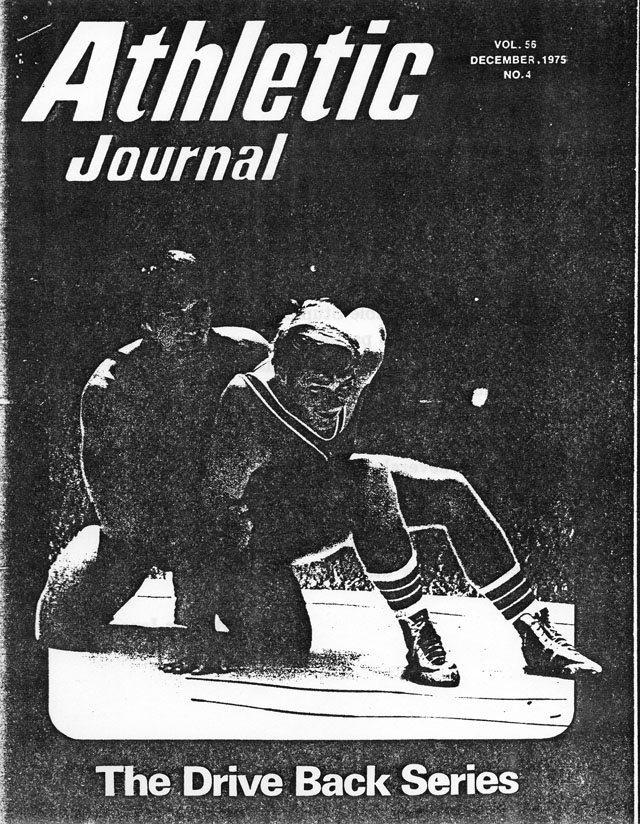 Athletic
Journal
VOL. 56
DECEMBER, 1975
NO. 4
The Drive Back Series